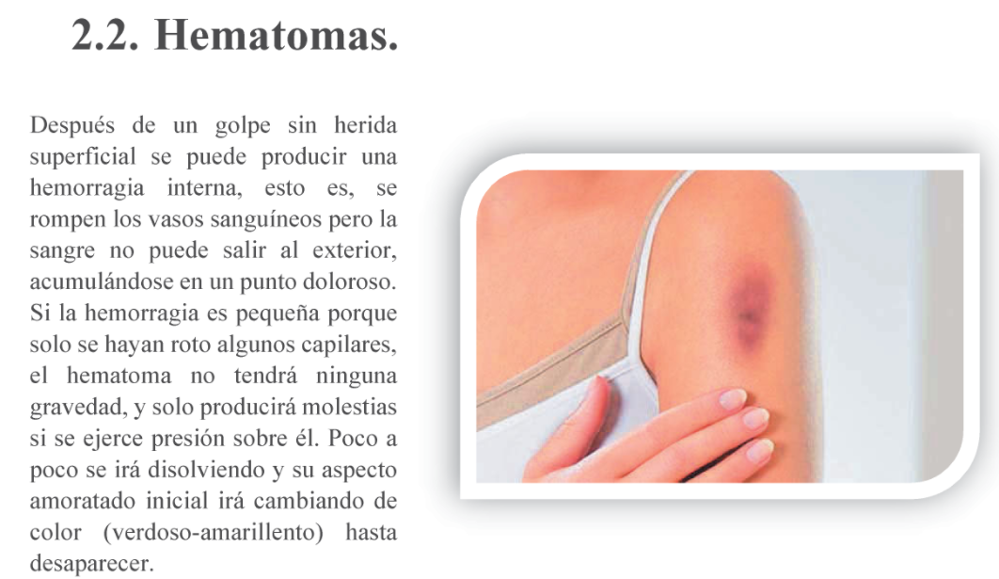 2.2. Hematomas.
Después de un golpe sin herida
superficial se puede producir una
hemorragia interna, esto es, se
rompen los vasos sanguíneos pero la
sangre no puede salir al exterior,
acumulándose en un punto doloroso.
Si la hemorragia es pequeña porque
solo se hayan roto algunos capilares,
el hematoma no tendrá ninguna
gravedad, y solo producirá molestias
si se ejerce presión sobre él. Poco a
poco se irá disolviendo y su aspecto
amoratado inicial irá cambiando de
color (verdoso-amarillento) hasta
desaparecer.